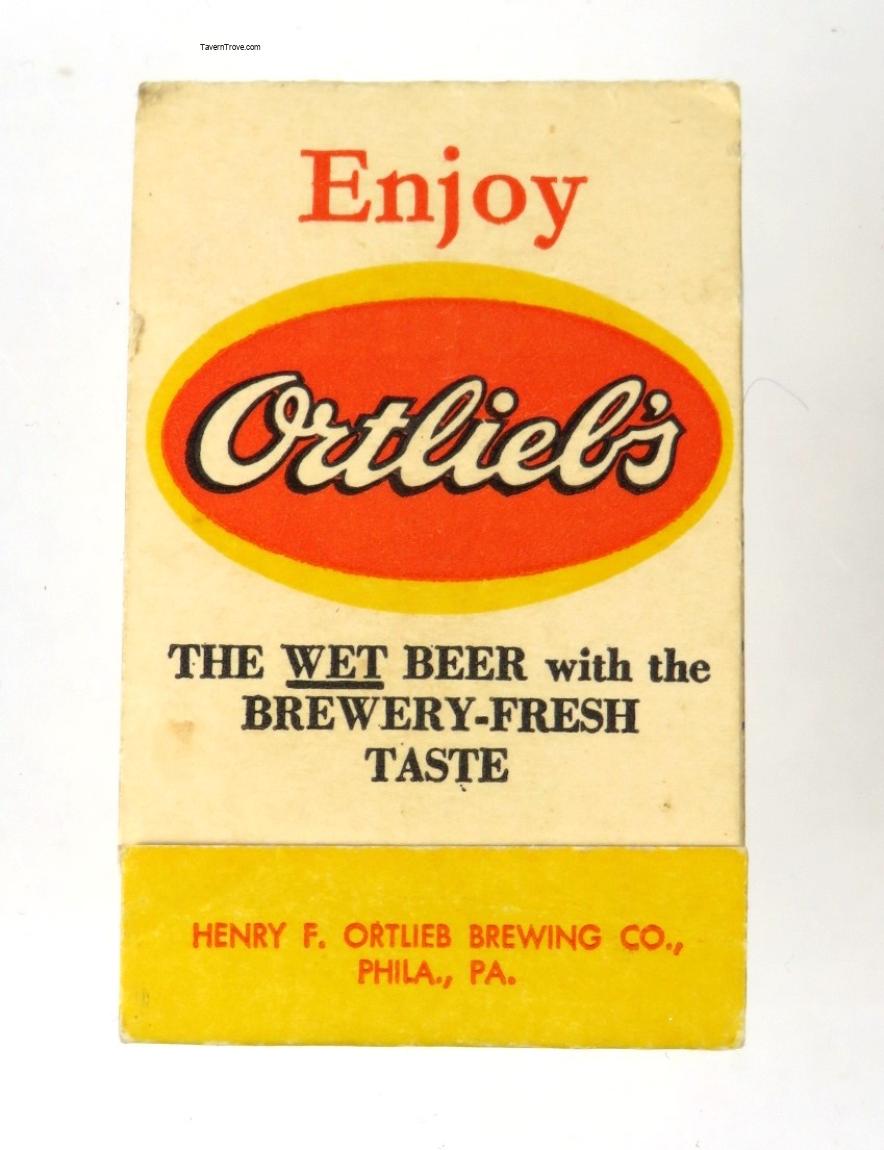 TavernTrove.com
Enjoy
Ortlieb's
THE WET BEER with the
BREWERY-FRESH
TASTE
HENRY F. ORTLIEB BREWING CO.,
PHILA., PA.